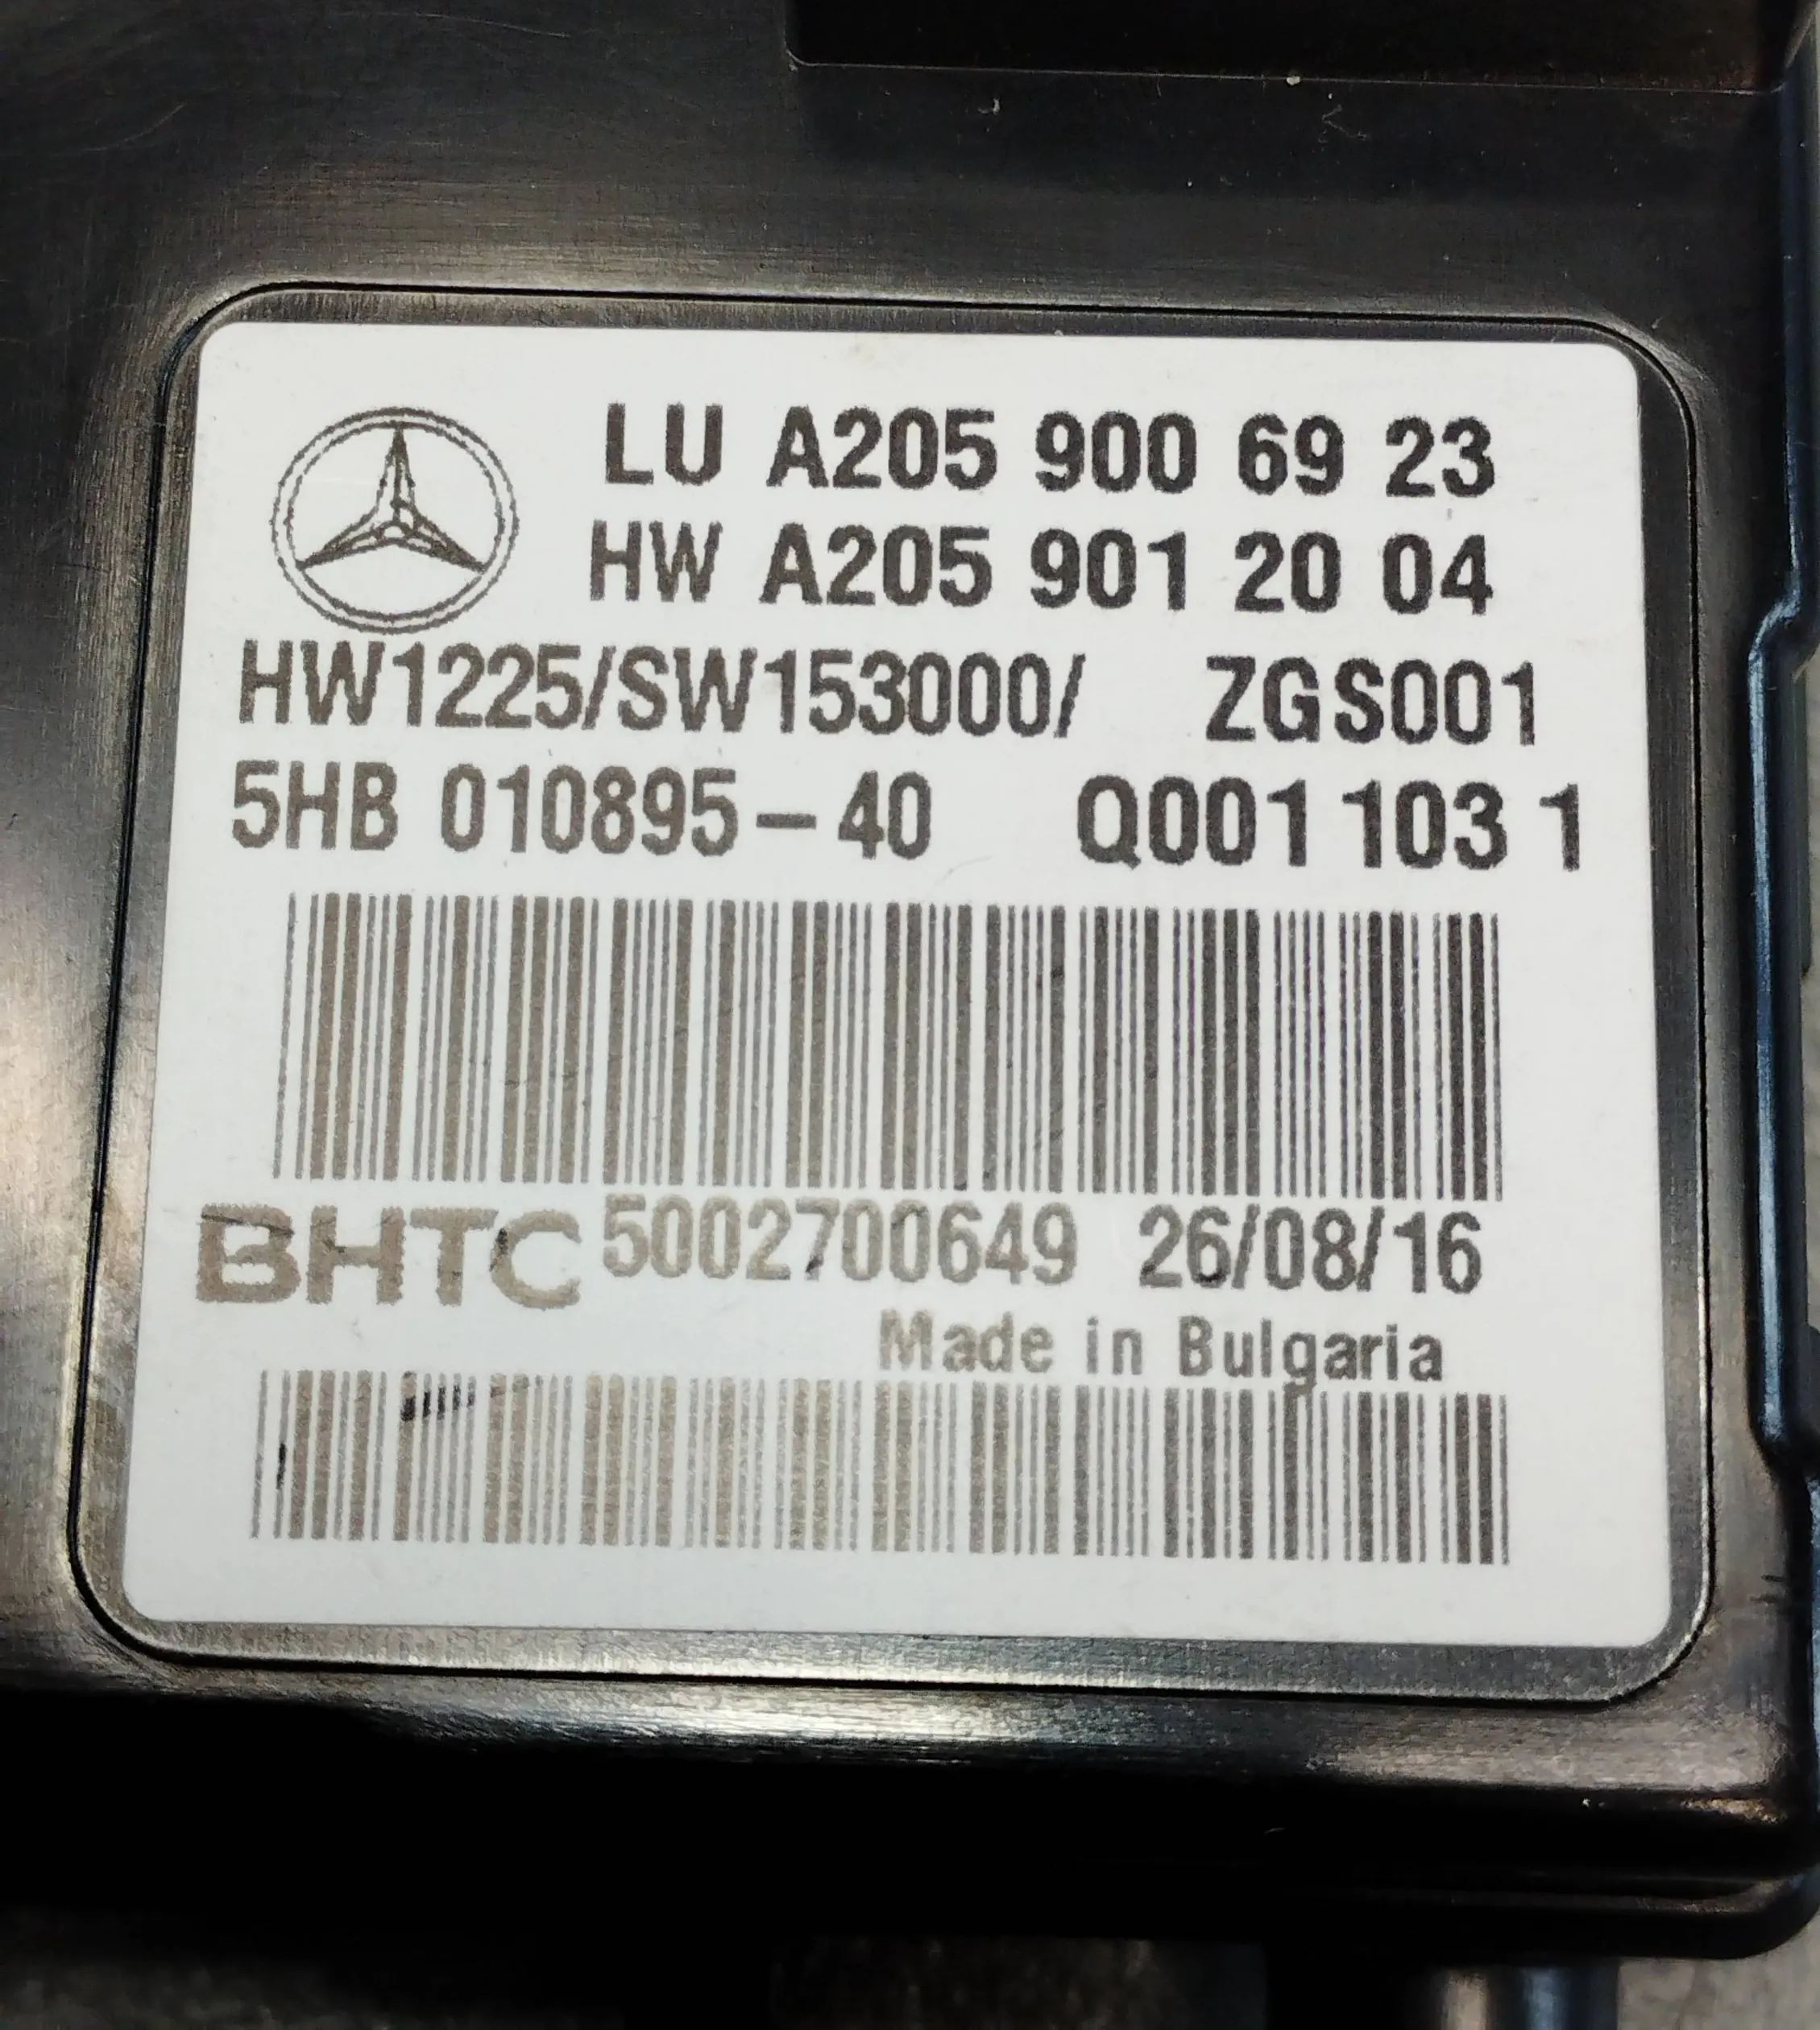 LU A205 900 69 23
HW A205 901 20 04
HW1225/SW153000/ ZGS001
5HB 010895-40 Q001 103 1
BHTC 5002700649 26/08/16
Made in Bulgaria